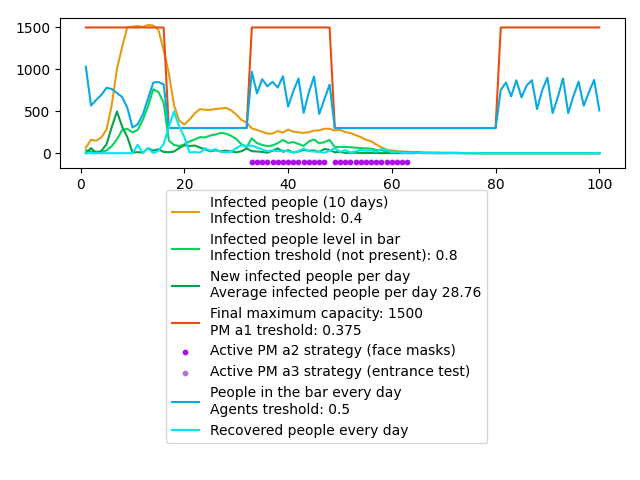 1500
1000
500
0
0
20
40
60
80
100
Infected people (10 days)
Infection treshold: 0.4
Infected people level in bar
Infection treshold (not present): 0.8
New infected people per day
Average infected people per day 28.76
Final maximum capacity: 1500
PM a1 treshold: 0.375
Active PM a2 strategy (face masks)
Active PM a3 strategy (entrance test)
People in the bar every day
Agents treshold: 0.5
Recovered people every day